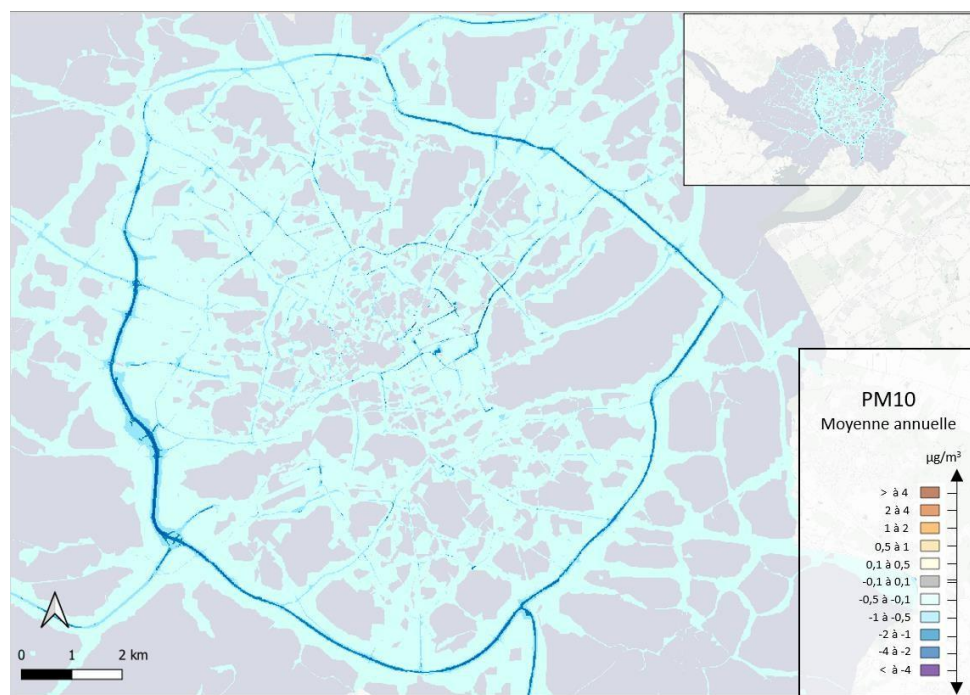 PM10
Moyenne annuelle
µg/m³
> à 4
2 à 4
1 à 2
0,5 à 1
0,1 à 0,5
-0,1 à 0,1
-0,5 à -0,1
-1 à -0,5
-2 à -1
-4 à -2
< à -4
0 1 2 km